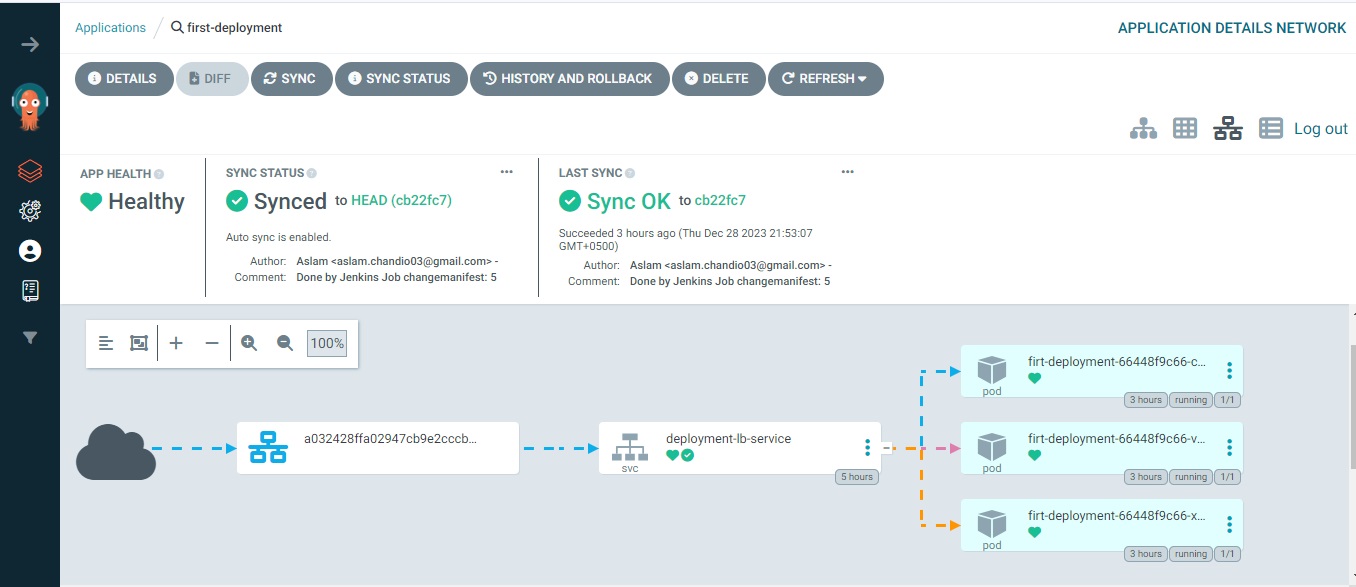 Applications / first-deployment
APPLICATION DETAILS NETWORK
DETAILS DIFF SYNC SYNC STATUS HISTORY AND ROLLBACK DELETE REFRESH
Log out
APP HEALTH
Healthy
SYNC STATUS
Synced to HEAD (cb22fc7)
Auto sync is enabled.
Author: Aslam <aslam.chandio03@gmail.com> -
Comment: Done by Jenkins Job changemanifest: 5
LAST SYNC
Sync OK to cb22fc7
Succeeded 3 hours ago (Thu Dec 28 2023 21:53:07
GMT+0500)
Author: Aslam <aslam.chandio03@gmail.com> -
Comment: Done by Jenkins Job changemanifest: 5
100%
a032428ffa02947cb9e2cccb...
deployment-lb-service
svc
5 hours
firt-deployment-66448f9c66-c...
pod
3 hours running 1/1
firt-deployment-66448f9c66-v...
pod
3 hours running 1/1
firt-deployment-66448f9c66-x...
pod
3 hours running 1/1